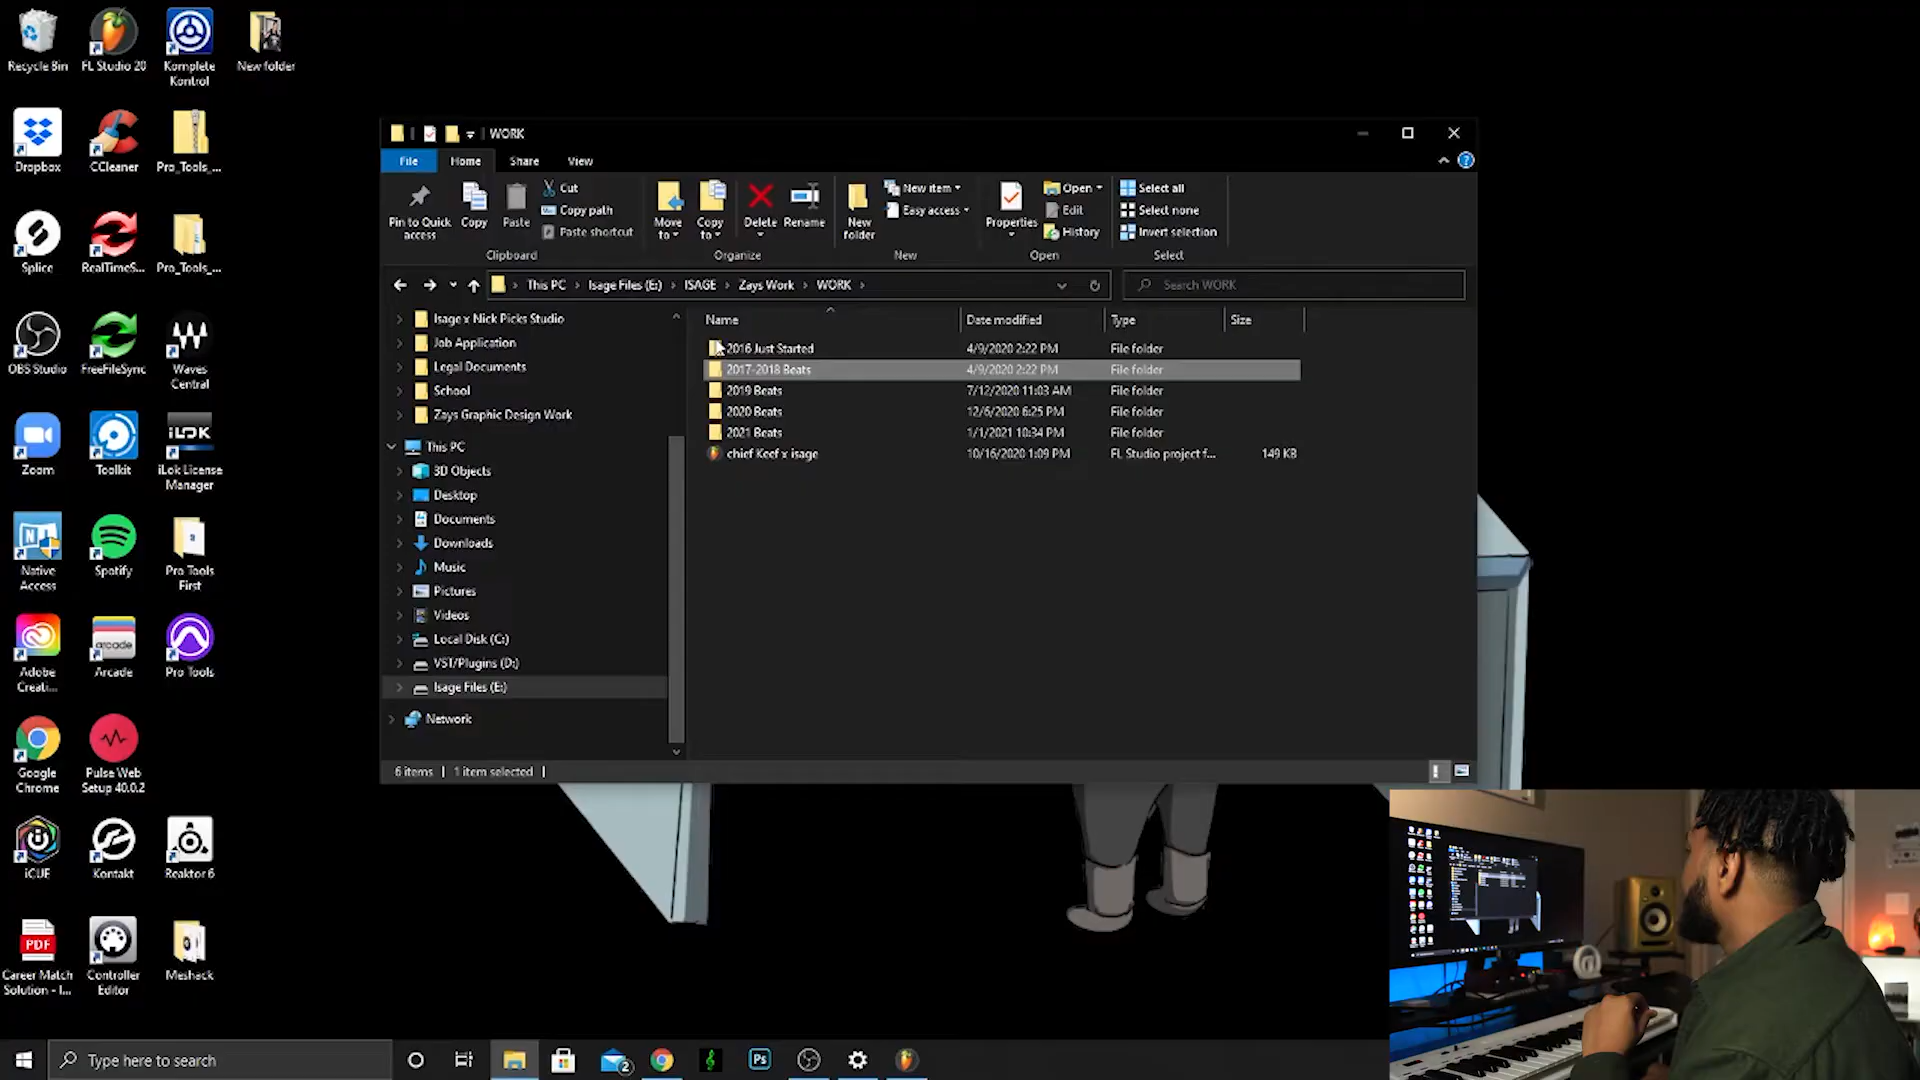 Recycle Bin
FL Studio 20
Komplete Kontrol
New folder
Dropbox
CCleaner
Pro_Tools_...
Splice
RealTimeS...
Pro_Tools_...
OBS Studio
FreeFileSync
Waves Central
Zoom
Toolkit
iLOK
iLok License Manager
Native Access
Spotify
Pro Tools First
Adobe Creati...
arcade
Arcade
Pro Tools
Google Chrome
Pulse Web Setup 40.0.2
iCUE
Kontakt
Reaktor 6
PDF
Career Match Solution - I...
Controller Editor
Meshack
WORK
File Home Share View
Pin to Quick access
Copy
Paste
Cut
Copy path
Paste shortcut
Clipboard
Move to
Copy to
Delete
Rename
Organize
New folder
New item
Easy access
New
Properties
Open
Edit
History
Open
Select all
Select none
Invert selection
Select
This PC > Isage Files (E:) > ISAGE > Zays Work > WORK >
Search WORK
Isage x Nick Picks Studio
Job Application
Legal Documents
School
Zays Graphic Design Work
This PC
3D Objects
Desktop
Documents
Downloads
Music
Pictures
Videos
Local Disk (C:)
VST/Plugins (D:)
Isage Files (E:)
Network
Name Date modified Type Size
2016 Just Started 4/9/2020 2:22 PM File folder
2017-2018 Beats 4/9/2020 2:22 PM File folder
2019 Beats 7/12/2020 11:03 AM File folder
2020 Beats 12/6/2020 6:25 PM File folder
2021 Beats 1/1/2021 10:34 PM File folder
chief Keef x isage 10/16/2020 1:09 PM FL Studio project f... 149 KB
6 items 1 item selected
Type here to search
2
Ps